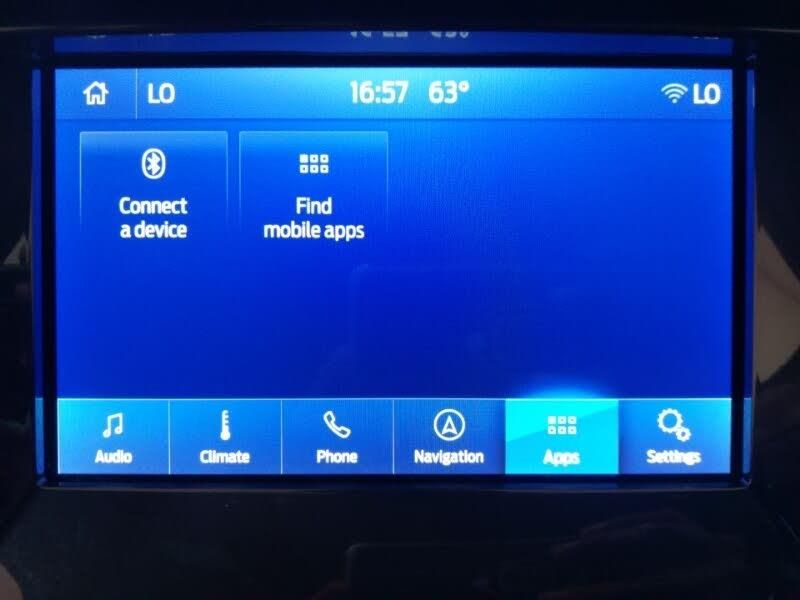 LO 16:57 63° LO
Connect
a device
Find
mobile apps
Audio Climate Phone Navigation Apps Settings